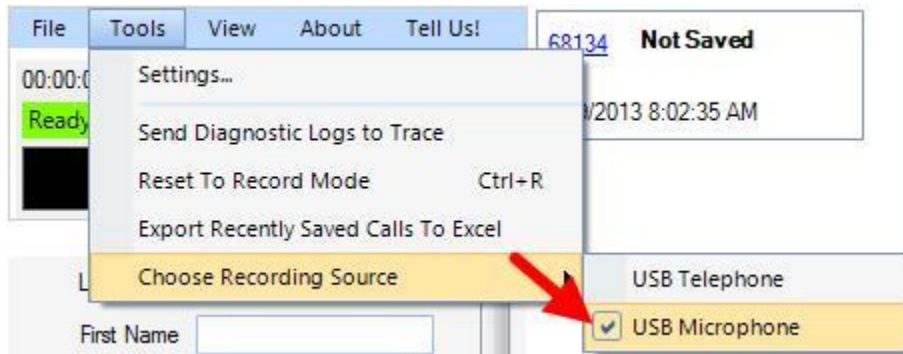 File Tools View About Tell Us!
68134 Not Saved
00:00:0
Settings...
/2013 8:02:35 AM
Ready
Send Diagnostic Logs to Trace
Reset To Record Mode Ctrl+R
Export Recently Saved Calls To Excel
Choose Recording Source
L
USB Telephone
First Name
USB Microphone